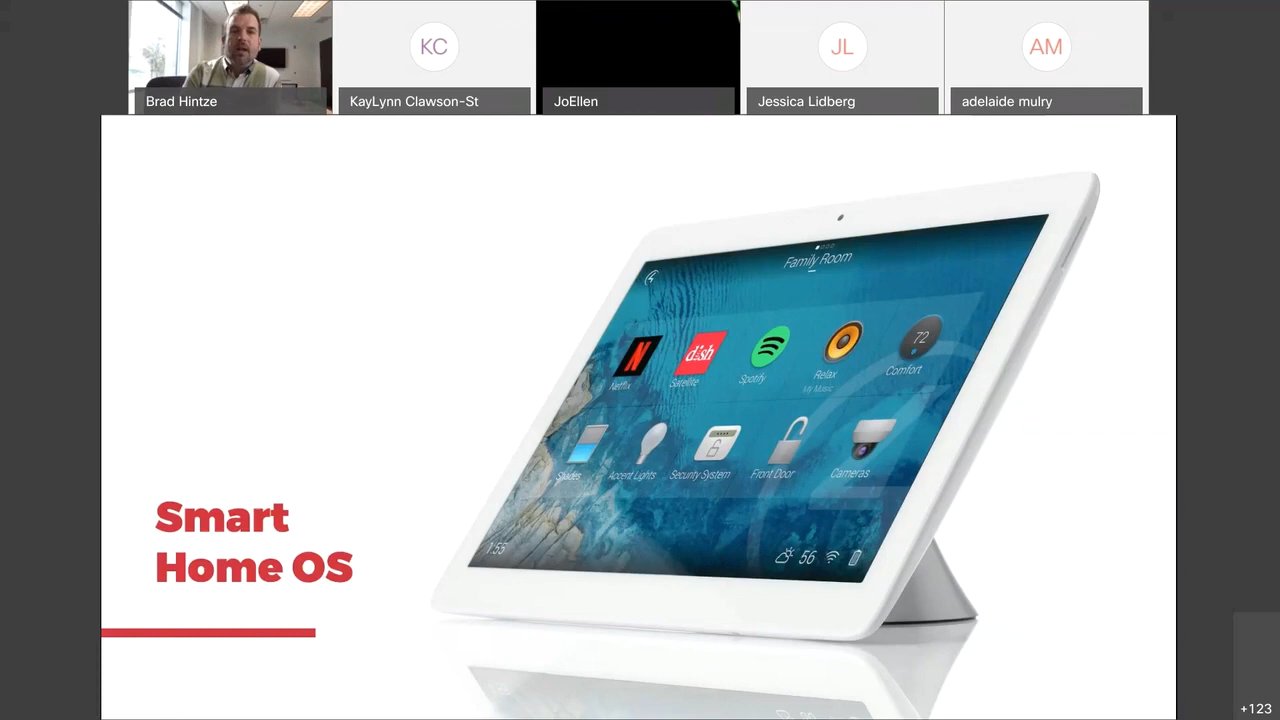 Brad Hintze
KC
KayLynn Clawson-St
JoEllen
JL
Jessica Lidberg
AM
adelaide mulry
Family Room
N
Netflix
dish
Satellite
Spotify
Relax
My Music
72
Comfort
Shades
Accent Lights
Security System
Front Door
Cameras
1:55
56
Smart
Home OS
+123